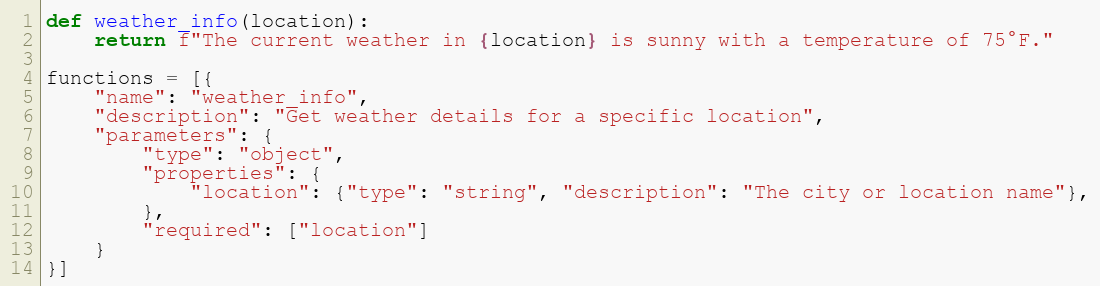 1 def weather_info(location):
2     return f"The current weather in {location} is sunny with a temperature of 75°F."
3
4 functions = [{
5     "name": "weather_info",
6     "description": "Get weather details for a specific location",
7     "parameters": {
8         "type": "object",
9         "properties": {
10             "location": {"type": "string", "description": "The city or location name"},
11         },
12         "required": ["location"]
13     }
14 }]